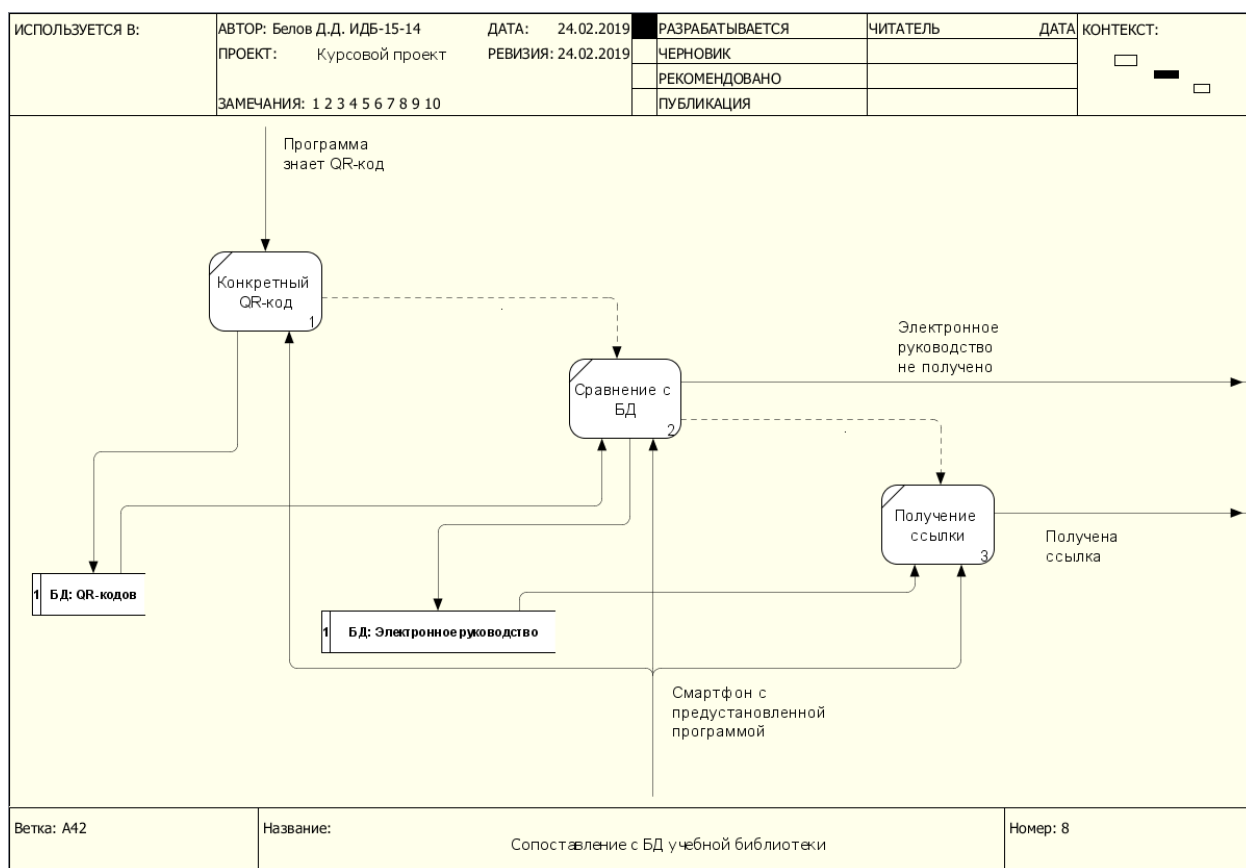 ИСПОЛЬЗУЕТСЯ В:
АВТОР: Белов Д.Д. ИДБ-15-14
ДАТА: 24.02.2019
ПРОЕКТ: Курсовой проект
РЕВИЗИЯ: 24.02.2019
ЗАМЕЧАНИЯ: 1 2 3 4 5 6 7 8 9 10
РАЗРАБАТЫВАЕТСЯ
ЧЕРНОВИК
РЕКОМЕНДОВАНО
ПУБЛИКАЦИЯ
ЧИТАТЕЛЬ
ДАТА
КОНТЕКСТ:
Программа
знает QR-код
Конкретный
QR-код
1
Электронное
руководство
не получено
Сравнение с
БД
2
Получение
ссылки
3
Получена
ссылка
1 БД: QR-кодов
1 БД: Электронное руководство
Смартфон с
предустановленной
программой
Ветка: A42
Название:
Сопоставление с БД учебной библиотеки
Номер: 8